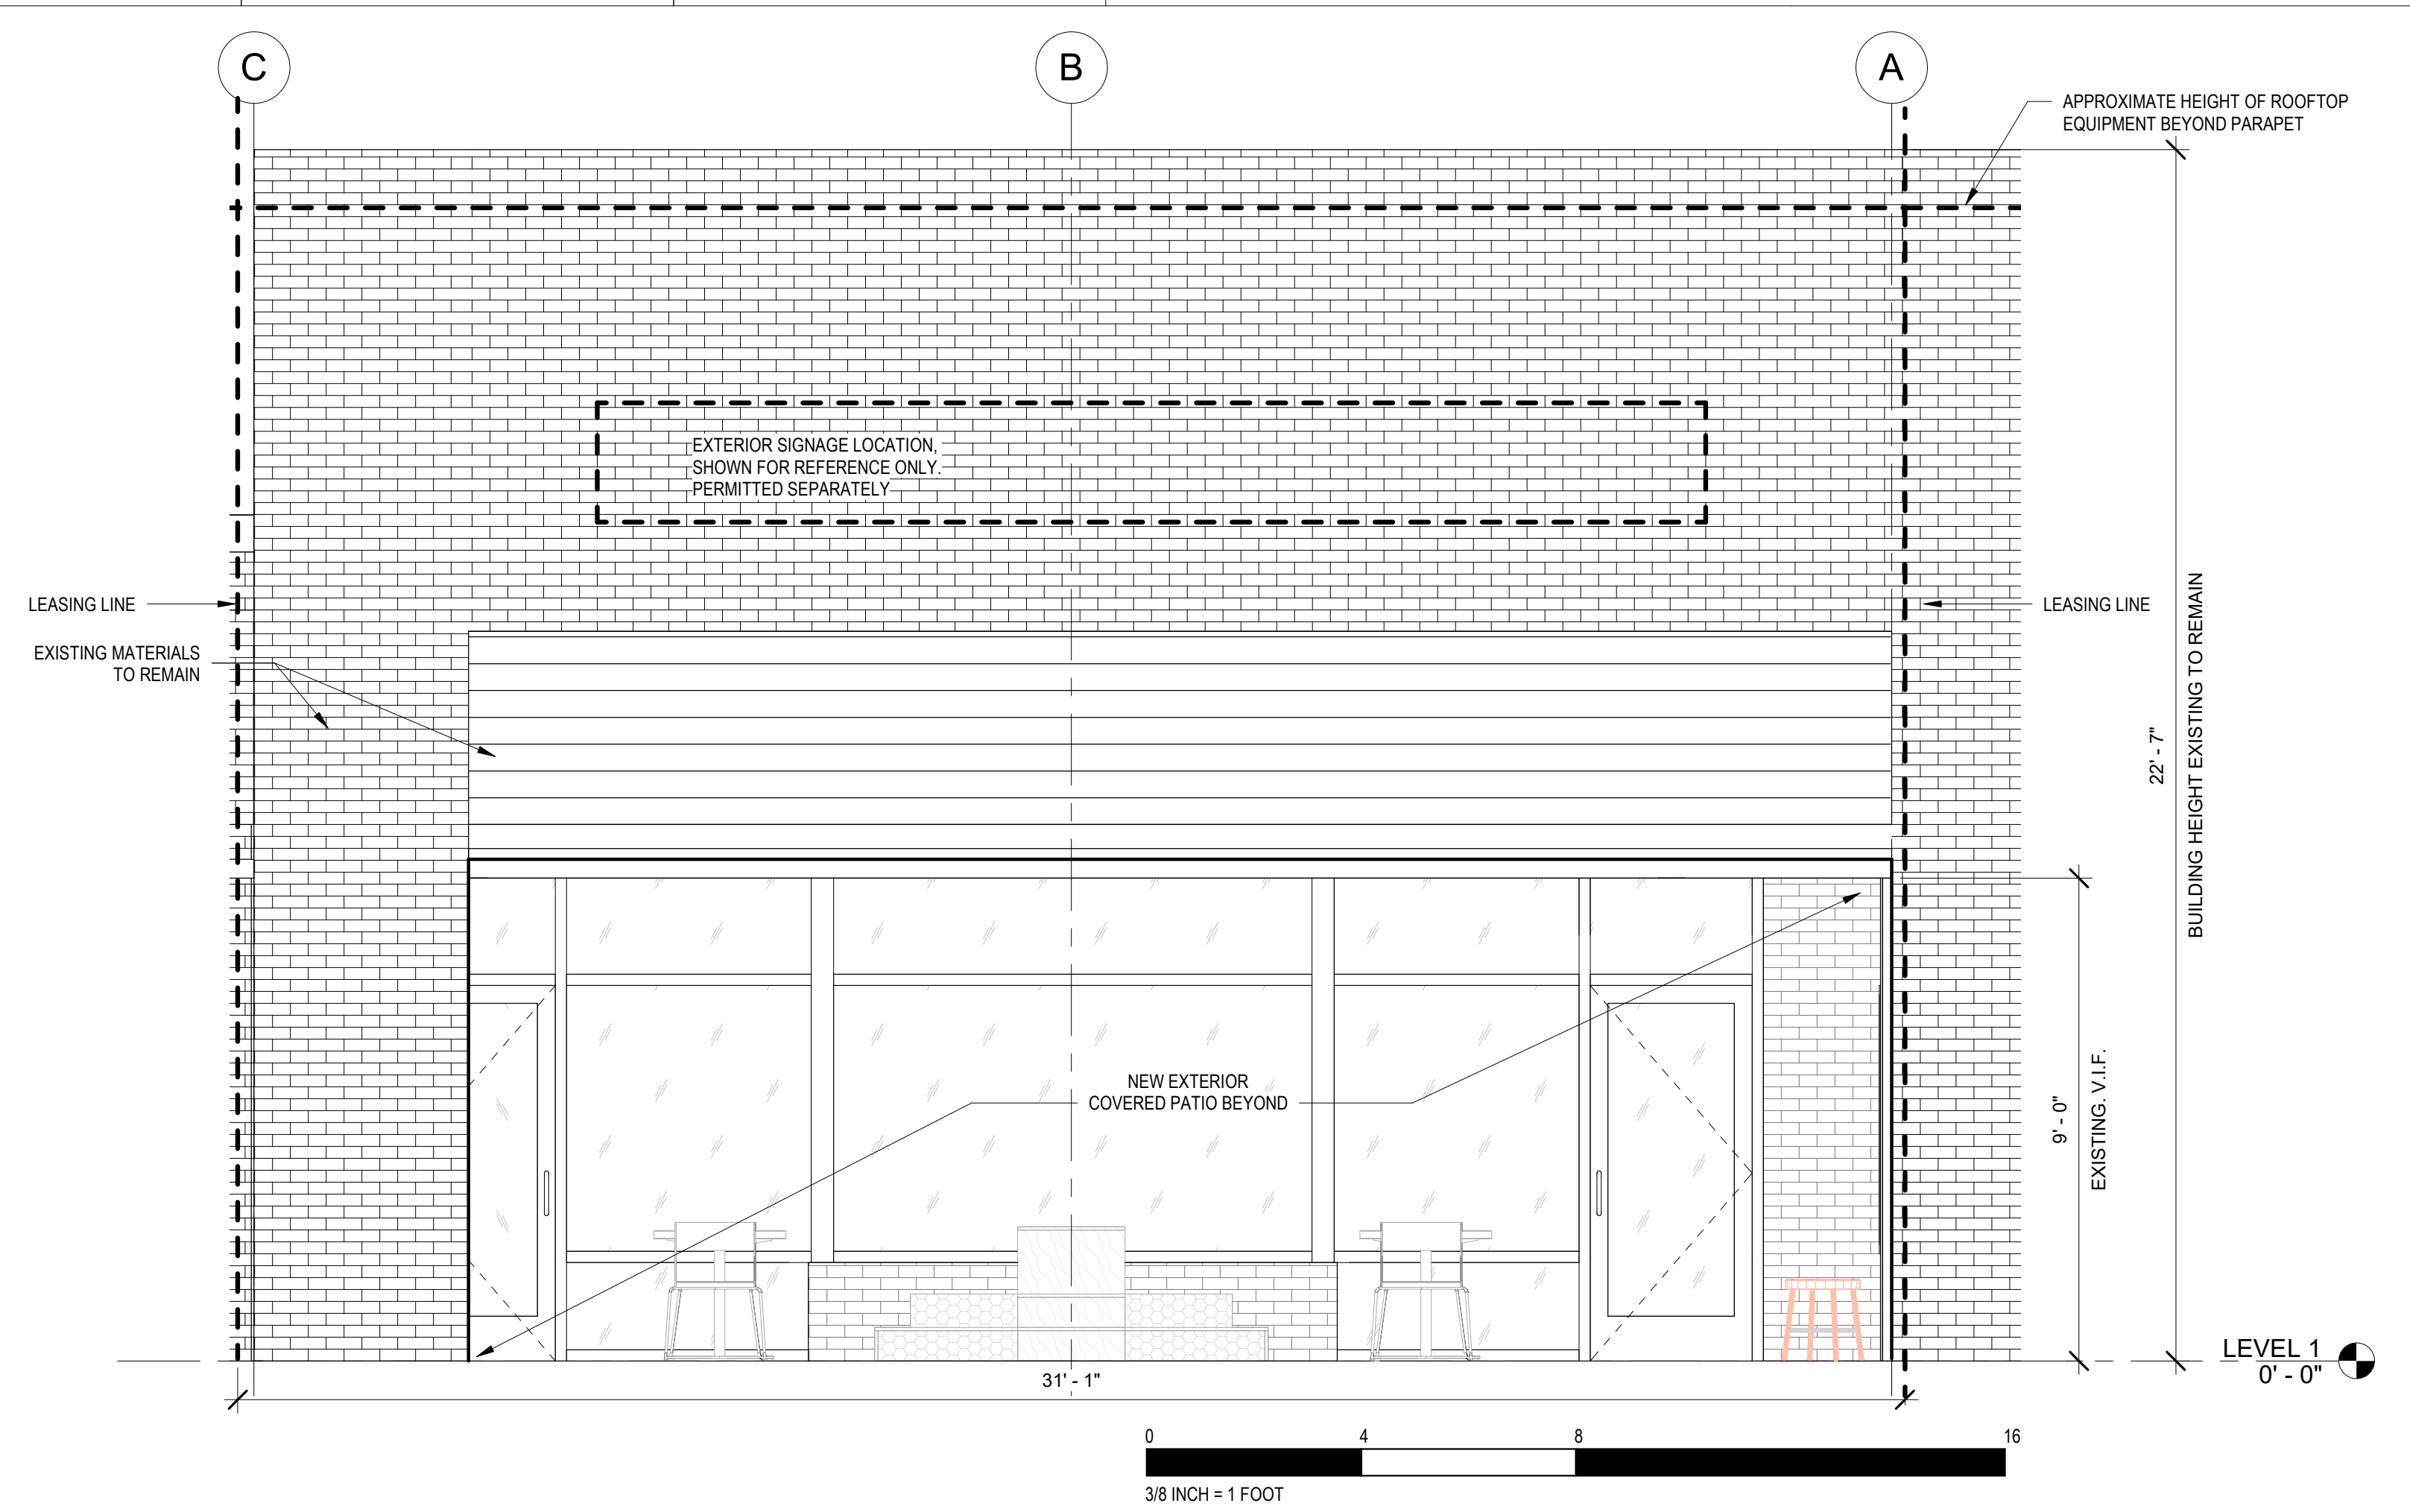 C
B
A
APPROXIMATE HEIGHT OF ROOFTOP
EQUIPMENT BEYOND PARAPET
EXTERIOR SIGNAGE LOCATION,
SHOWN FOR REFERENCE ONLY.
PERMITTED SEPARATELY
LEASING LINE
LEASING LINE
EXISTING MATERIALS
TO REMAIN
22' - 7"
BUILDING HEIGHT EXISTING TO REMAIN
NEW EXTERIOR
COVERED PATIO BEYOND
9' - 0"
EXISTING. V.I.F.
LEVEL 1
0' - 0"
31' - 1"
0 4 8 16
3/8 INCH = 1 FOOT